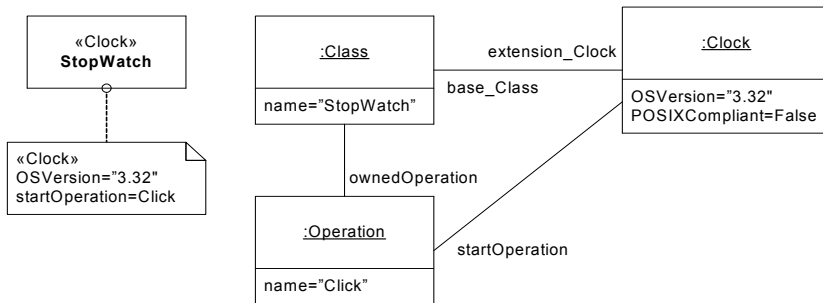 «Clock»
StopWatch
«Clock»
OSVersion="3.32"
startOperation=Click
:Class
name="StopWatch"
extension_Clock
base_Class
:Clock
OSVersion="3.32"
POSIXCompliant=False
ownedOperation
:Operation
name="Click"
startOperation